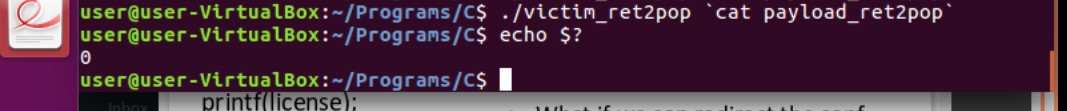 user@user-VirtualBox:~/Programs/C$ ./victim_ret2pop `cat payload_ret2pop`
user@user-VirtualBox:~/Programs/C$ echo $?
0
user@user-VirtualBox:~/Programs/C$
Inbox
printf(license);
What if we can redirect the conf